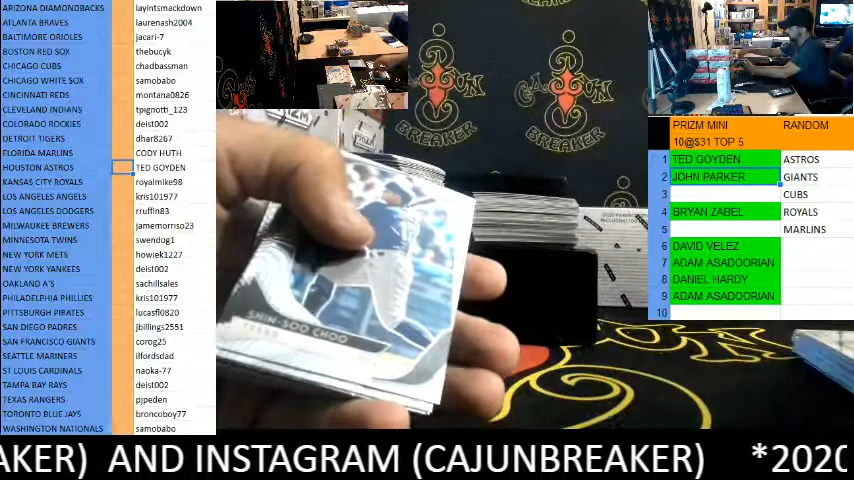 ARIZONA DIAMONDBACKS layintsmackdown
ATLANTA BRAVES laurenash2004
BALTIMORE ORIOLES jacari-7
BOSTON RED SOX thebucyk
CHICAGO CUBS chadbassman
CHICAGO WHITE SOX samobabo
CINCINNATI REDS montana0826
CLEVELAND INDIANS tpignotti_123
COLORADO ROCKIES deist002
DETROIT TIGERS dhar8267
FLORIDA MARLINS CODY HUTH
HOUSTON ASTROS TED GOYDEN
KANSAS CITY ROYALS royalmike98
LOS ANGELES ANGELS kris101977
LOS ANGELES DODGERS rruffin83
MILWAUKEE BREWERS jamemorriso23
MINNESOTA TWINS swendog1
NEW YORK METS howiek1227
NEW YORK YANKEES deist002
OAKLAND A'S sachillsales
PHILADELPHIA PHILLIES kris101977
PITTSBURGH PIRATES lucasfl0820
SAN DIEGO PADRES jbillings2551
SAN FRANCISCO GIANTS corog25
SEATTLE MARINERS ilfordsdad
ST LOUIS CARDINALS naoka-77
TAMPA BAY RAYS deist002
TEXAS RANGERS pjpeden
TORONTO BLUE JAYS broncoboy77
WASHINGTON NATIONALS samobabo
PRIZM
BREAKER
CAJUN
BREAKER
SHIN-SOO CHOO
PRIZM MINI RANDOM
10@$31 TOP 5
1 TED GOYDEN ASTROS
2 JOHN PARKER GIANTS
3 CUBS
4 BRYAN ZABEL ROYALS
5 MARLINS
6 DAVID VELEZ
7 ADAM ASADOORIAN
8 DANIEL HARDY
9 ADAM ASADOORIAN
10
AKER) AND INSTAGRAM (CAJUNBREAKER) *2020